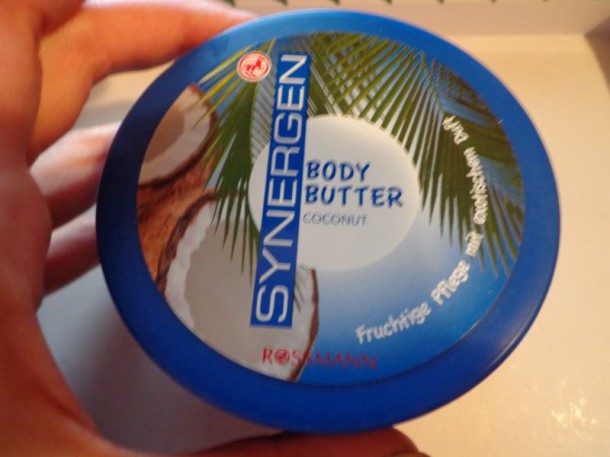 SYNERGEN
BODY
BUTTER
COCONUT
Fruchtige Pflege mit exotischem Duft
ROSSMANN